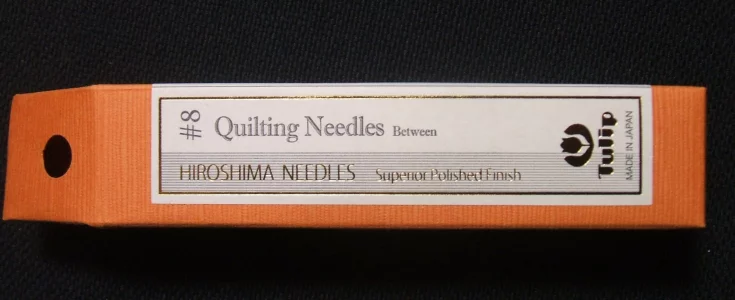 #8
Quilting Needles Between
HIROSHIMA NEEDLES Superior Polished Finish
Tulip
MADE IN JAPAN